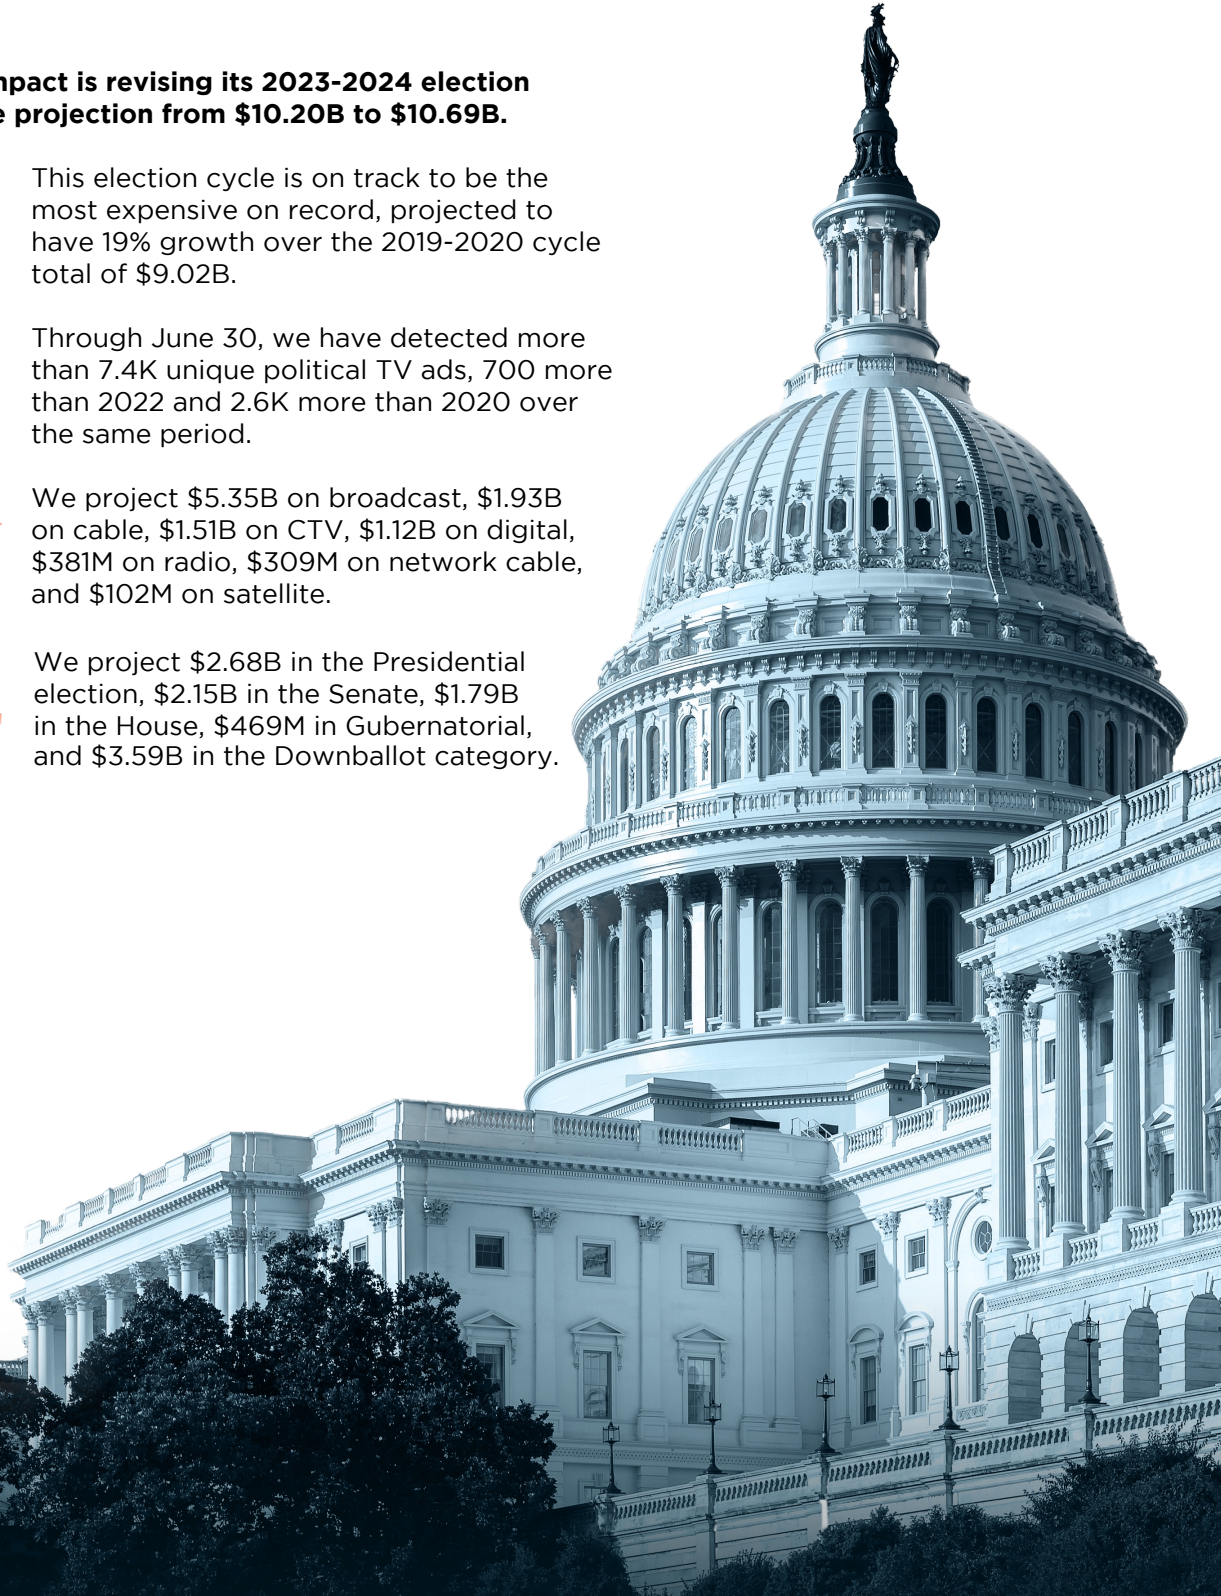 mpact is revising its 2023-2024 election
e projection from $10.20B to $10.69B.
This election cycle is on track to be the
most expensive on record, projected to
have 19% growth over the 2019-2020 cycle
total of $9.02B.
Through June 30, we have detected more
than 7.4K unique political TV ads, 700 more
than 2022 and 2.6K more than 2020 over
the same period.
We project $5.35B on broadcast, $1.93B
on cable, $1.51B on CTV, $1.12B on digital,
$381M on radio, $309M on network cable,
and $102M on satellite.
We project $2.68B in the Presidential
election, $2.15B in the Senate, $1.79B
in the House, $469M in Gubernatorial,
and $3.59B in the Downballot category.